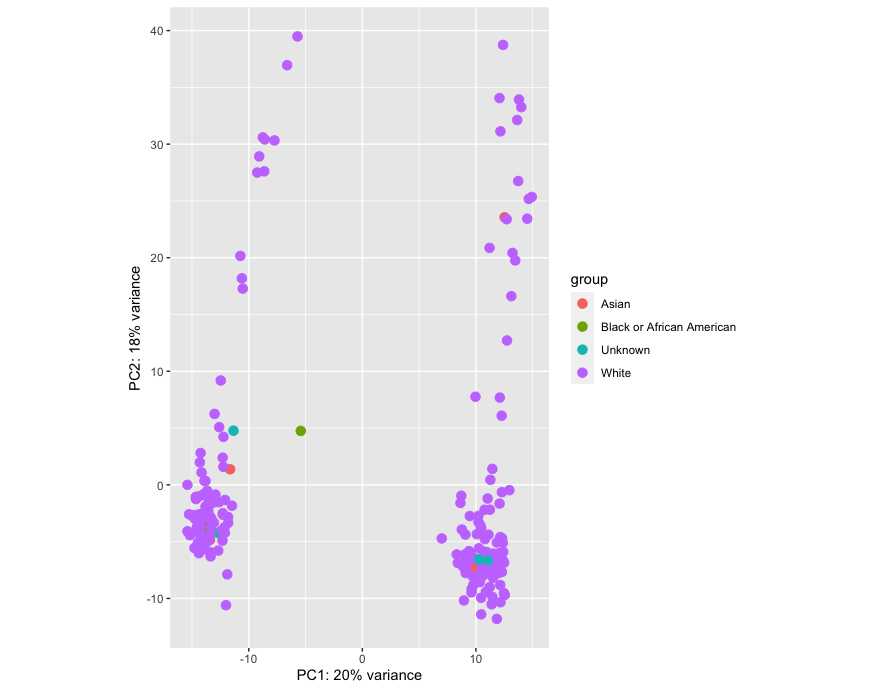 40
30
20
10
0
-10
PC2: 18% variance
-10
0
10
PC1: 20% variance
group
Asian
Black or African American
Unknown
White